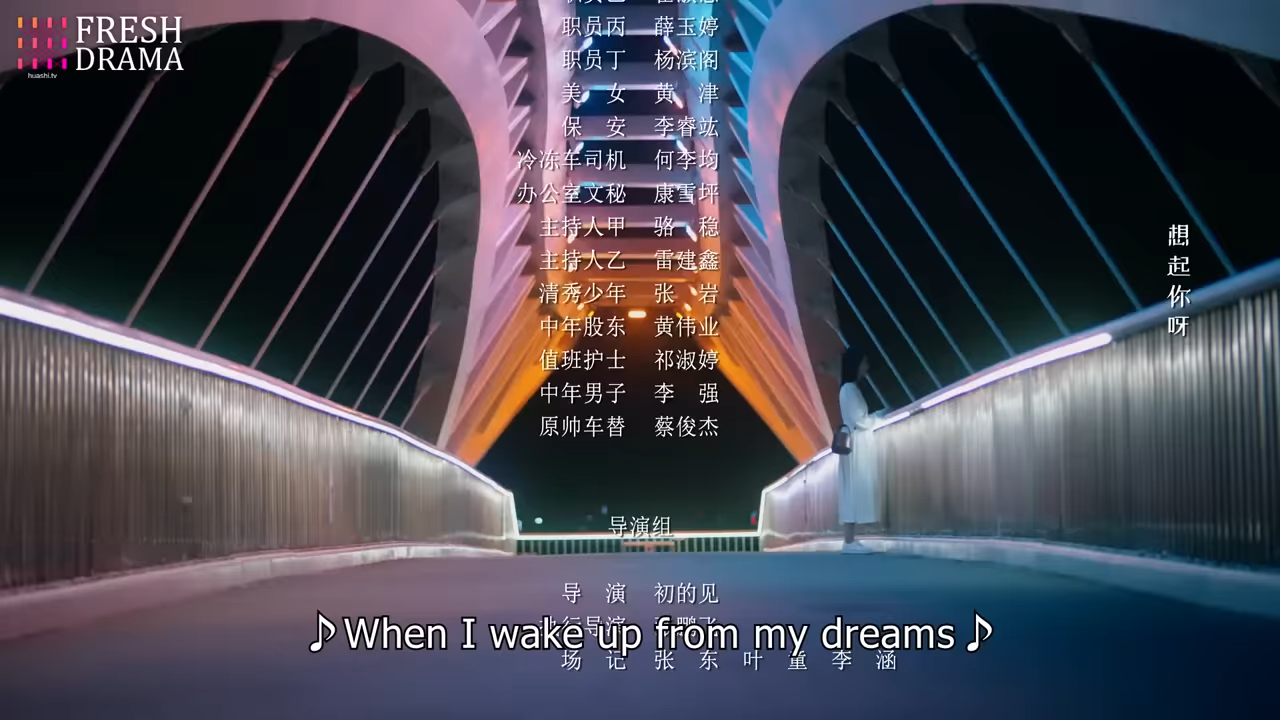 FRESH
DRAMA
huashi.tv
职员丙 薛玉婷
职员丁 杨滨阁
美 女 黄 津
保 安 李睿竑
冷冻车司机 何李均
办公室文秘 康雪坪
主持人甲 骆 稳
主持人乙 雷建鑫
清秀少年 张 岩
中年股东 黄伟业
值班护士 祁淑婷
中年男子 李 强
原帅车替 蔡俊杰
想起你呀
导演组
导 演 初的见
♪When I wake up from my dreams♪
场 记 张 东 叶 童 李 涵